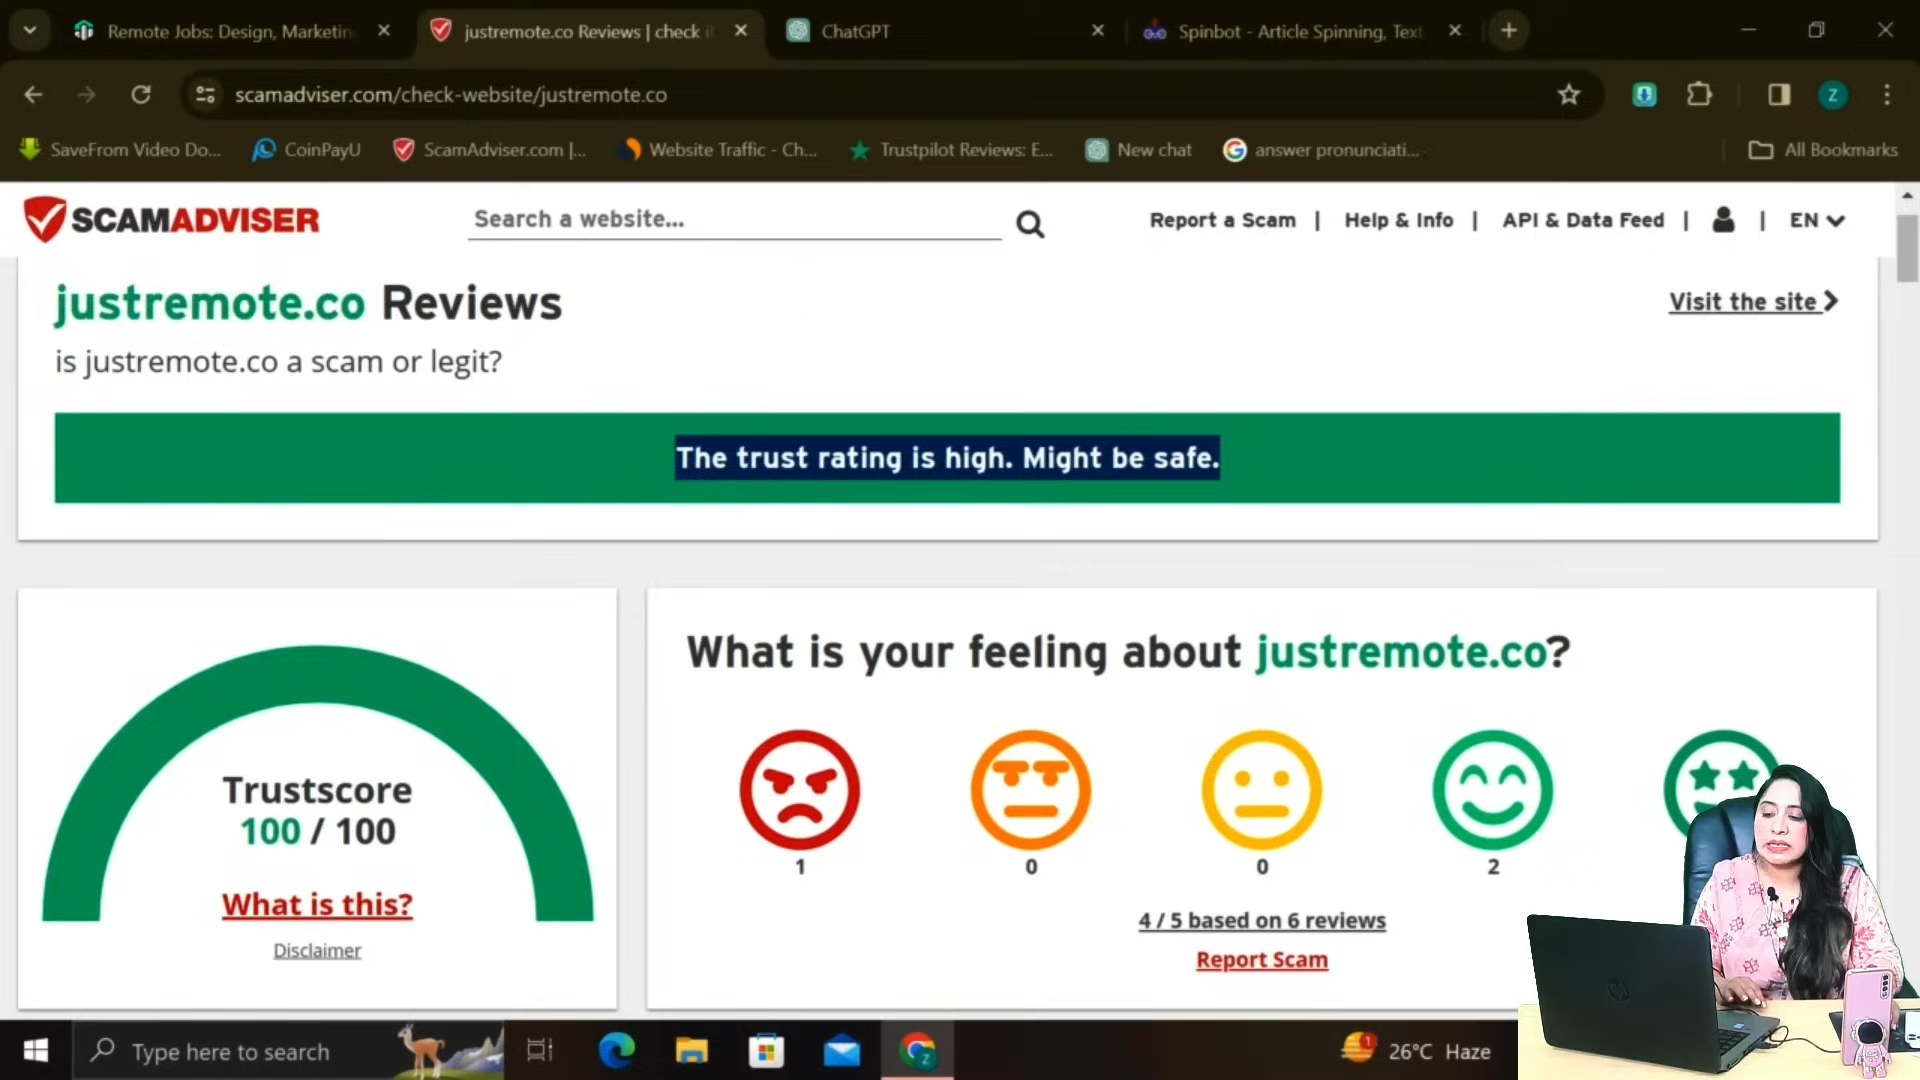 Remote Jobs: Design, Marketin
justremote.co Reviews | check i
ChatGPT
Spinbot - Article Spinning, Text
scamadviser.com/check-website/justremote.co
Z
SaveFrom Video Do...
CoinPayU
ScamAdviser.com |...
Website Traffic - Ch...
Trustpilot Reviews: E...
New chat
answer pronunciati...
All Bookmarks
SCAMADVISER
Search a website...
Report a Scam | Help & Info | API & Data Feed | | EN
justremote.co Reviews
Visit the site
is justremote.co a scam or legit?
The trust rating is high. Might be safe.
Trustscore
100 / 100
What is this?
Disclaimer
What is your feeling about justremote.co?
1 0 0 2
4 / 5 based on 6 reviews
Report Scam
Type here to search
Z
1
26°C Haze